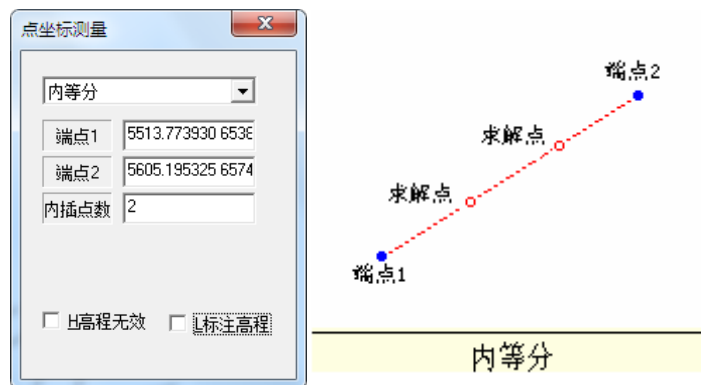 点坐标测量
内等分
端点1 5513.773930 6538
端点2 5605.195325 6574
内插点数 2
H高程无效 L标注高程
端点2
求解点
求解点
端点1
内等分